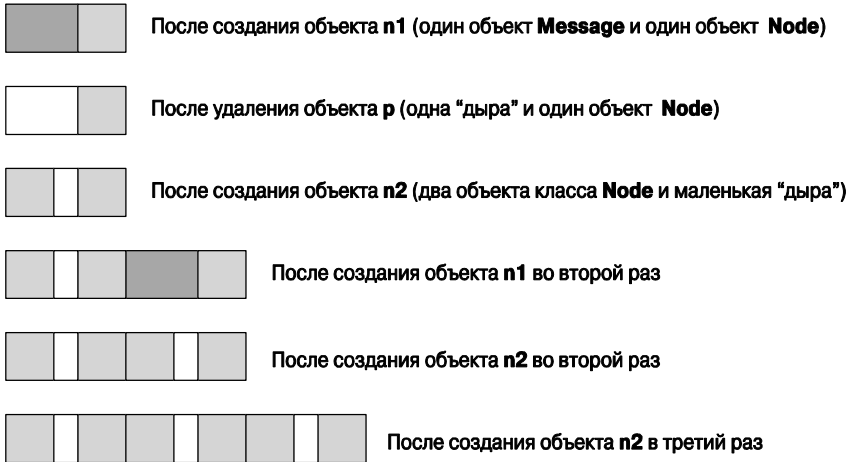 После создания объекта n1 (один объект Message и один объект Node)
После удаления объекта p (одна “дыра” и один объект Node)
После создания объекта n2 (два объекта класса Node и маленькая “дыра”)
После создания объекта n1 во второй раз
После создания объекта n2 во второй раз
После создания объекта n2 в третий раз